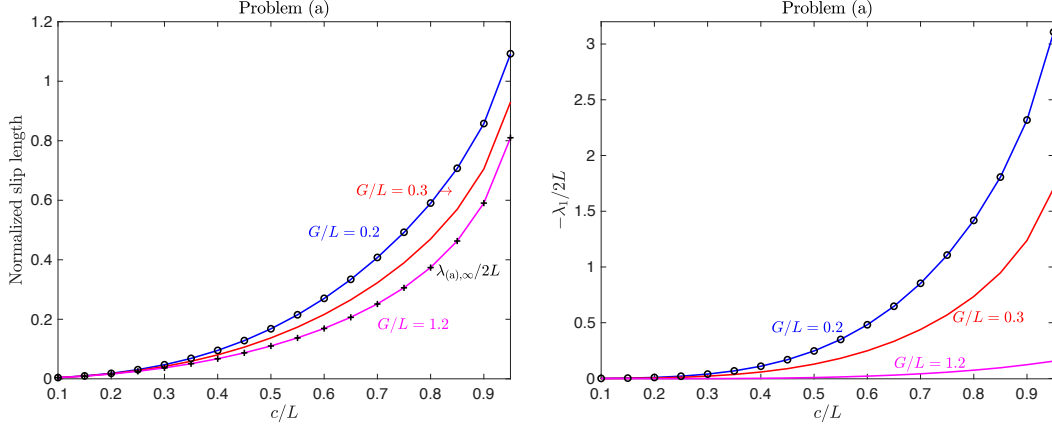 Problem (a)
Normalized slip length
1.2
1
0.8
0.6
0.4
0.2
0
G/L = 0.3 →
G/L = 0.2
λ(a),∞/2L
G/L = 1.2
0.1 0.2 0.3 0.4 0.5 0.6 0.7 0.8 0.9
c/L
Problem (a)
−λ₁/2L
3
2.5
2
1.5
1
0.5
0
G/L = 0.2
G/L = 0.3
G/L = 1.2
0.1 0.2 0.3 0.4 0.5 0.6 0.7 0.8 0.9
c/L